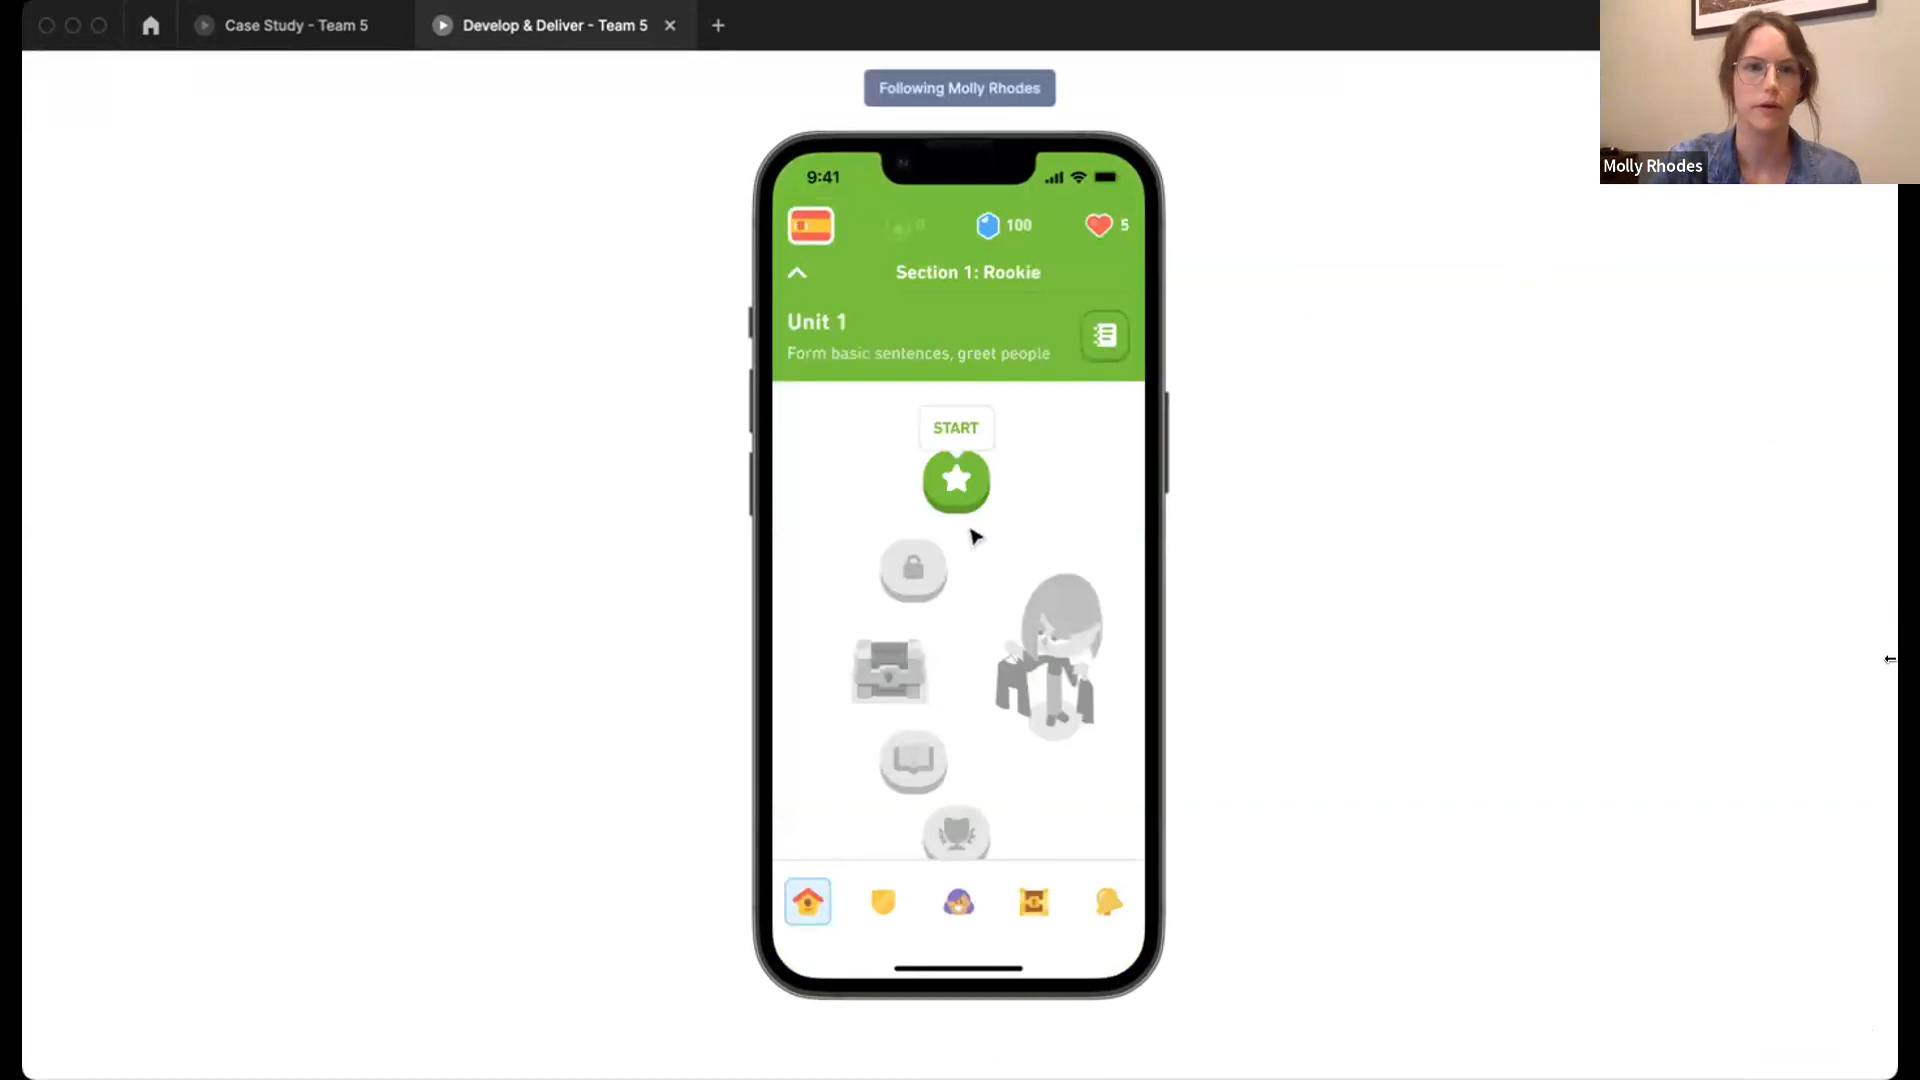 Case Study - Team 5
Develop & Deliver - Team 5
Following Molly Rhodes
Molly Rhodes
9:41
0
100
5
Section 1: Rookie
Unit 1
Form basic sentences, greet people
START